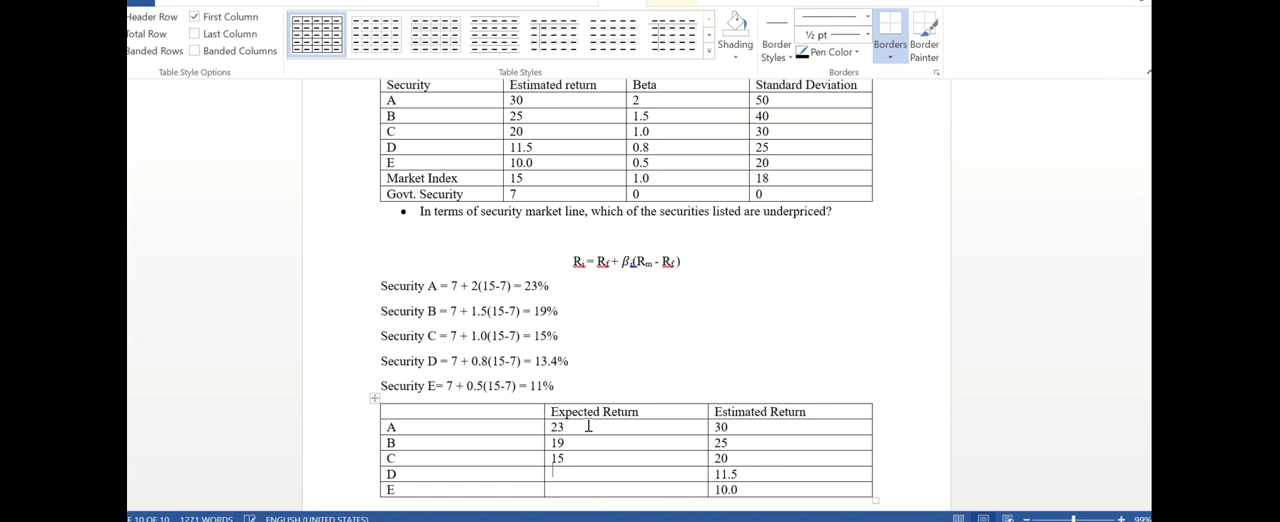 Header Row First Column
Total Row Last Column
Banded Rows Banded Columns
Table Style Options
Table Styles
Shading
Border Styles
½ pt
Pen Color
Borders
Border Painter
Borders
Security Estimated return Beta Standard Deviation
A 30 2 50
B 25 1.5 40
C 20 1.0 30
D 11.5 0.8 25
E 10.0 0.5 20
Market Index 15 1.0 18
Govt. Security 7 0 0
• In terms of security market line, which of the securities listed are underpriced?
Ri = Rf + βi(Rm - Rf)
Security A = 7 + 2(15-7) = 23%
Security B = 7 + 1.5(15-7) = 19%
Security C = 7 + 1.0(15-7) = 15%
Security D = 7 + 0.8(15-7) = 13.4%
Security E= 7 + 0.5(15-7) = 11%
Expected Return Estimated Return
A 23 30
B 19 25
C 15 20
D 11.5
E 10.0
10 OF 10 1271 WORDS ENGLISH (UNITED STATES) 99%